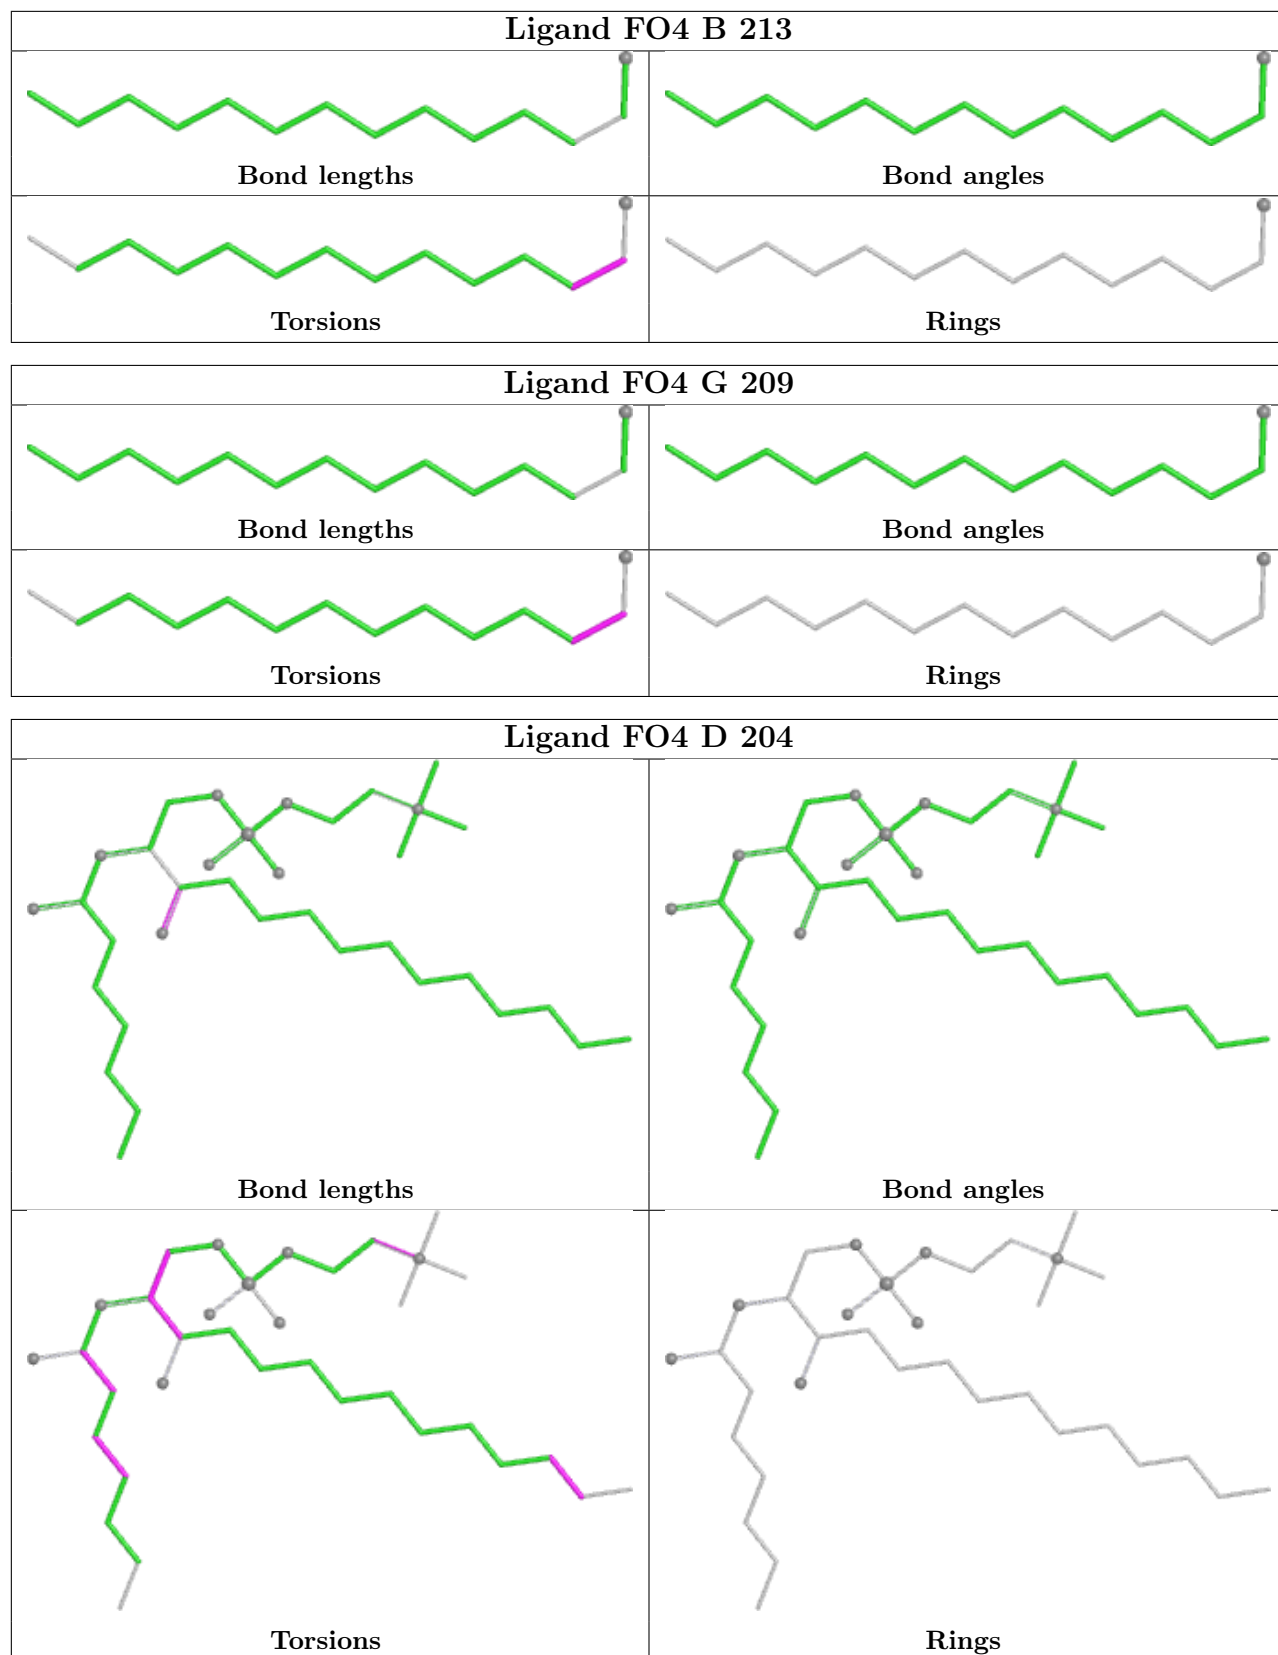 Ligand FO4 B 213
Bond lengths
Bond angles
Torsions
Rings
Ligand FO4 G 209
Bond lengths
Bond angles
Torsions
Rings
Ligand FO4 D 204
Bond lengths
Bond angles
Torsions
Rings